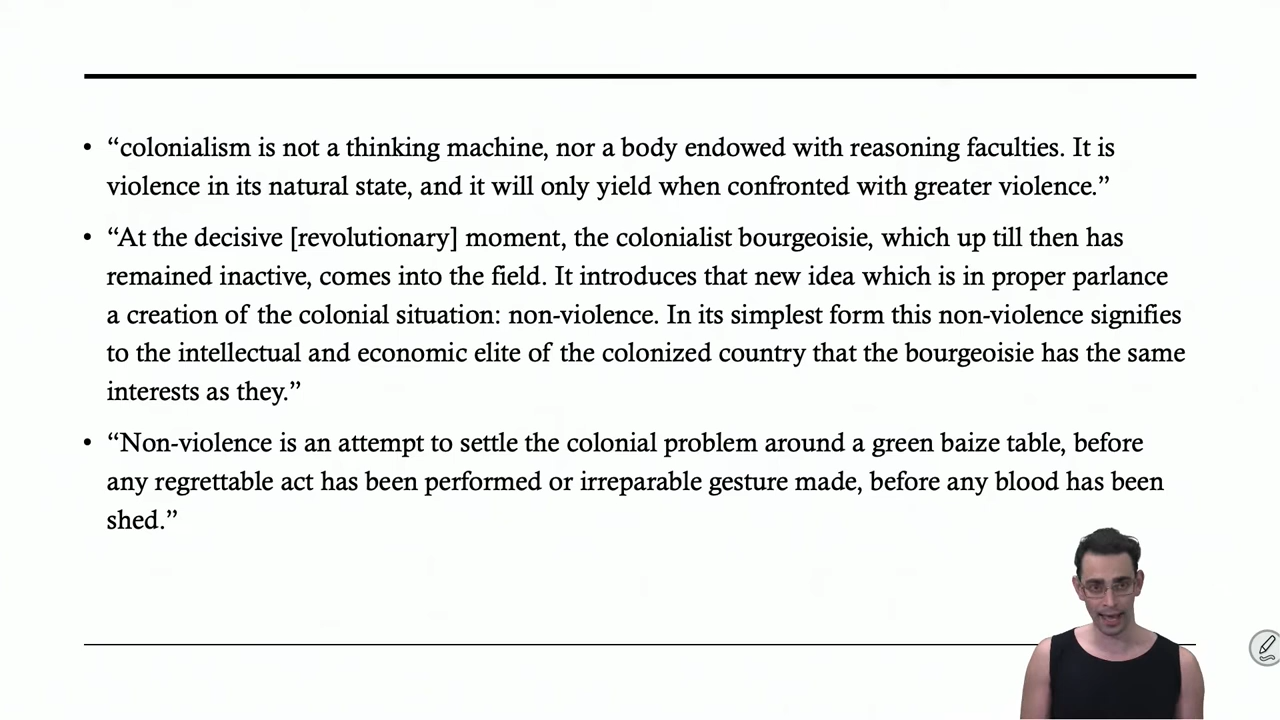 • “colonialism is not a thinking machine, nor a body endowed with reasoning faculties. It is
violence in its natural state, and it will only yield when confronted with greater violence.”
• “At the decisive [revolutionary] moment, the colonialist bourgeoisie, which up till then has
remained inactive, comes into the field. It introduces that new idea which is in proper parlance
a creation of the colonial situation: non-violence. In its simplest form this non-violence signifies
to the intellectual and economic elite of the colonized country that the bourgeoisie has the same
interests as they.”
• “Non-violence is an attempt to settle the colonial problem around a green baize table, before
any regrettable act has been performed or irreparable gesture made, before any blood has been
shed.”